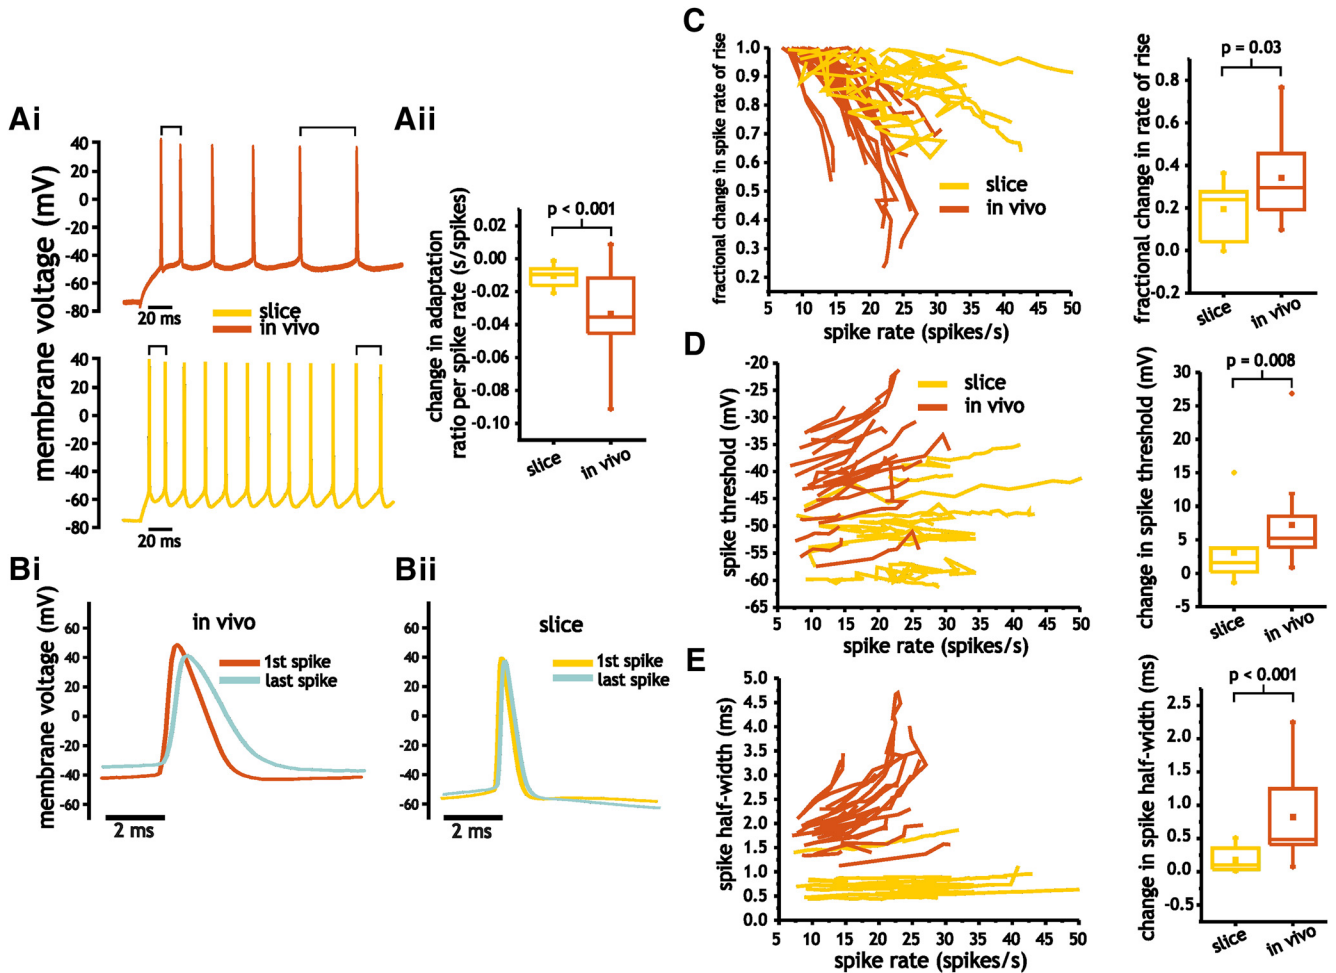 Ai
membrane voltage (mV)
40
20
0
-20
-40
-60
-80
20 ms
slice
in vivo
40
20
0
-20
-40
-60
-80
20 ms
Aii
change in adaptation
ratio per spike rate (s/spikes)
p < 0.001
0.02
0.00
-0.02
-0.04
-0.06
-0.08
-0.10
slice
in vivo
Bi
membrane voltage (mV)
in vivo
60
40
20
0
-20
-40
-60
1st spike
last spike
2 ms
Bii
slice
60
40
20
0
-20
-40
-60
1st spike
last spike
2 ms
C
fractional change in spike rate of rise
1.0
0.9
0.8
0.7
0.6
0.5
0.4
0.3
0.2
slice
in vivo
5 10 15 20 25 30 35 40 45 50
spike rate (spikes/s)
fractional change in rate of rise
p = 0.03
0.8
0.6
0.4
0.2
0.0
-0.2
slice
in vivo
D
spike threshold (mV)
-20
-25
-30
-35
-40
-45
-50
-55
-60
-65
slice
in vivo
5 10 15 20 25 30 35 40 45 50
spike rate (spikes/s)
change in spike threshold (mV)
p = 0.008
30
25
20
15
10
5
0
-5
slice
in vivo
E
spike half-width (ms)
5.0
4.5
4.0
3.5
3.0
2.5
2.0
1.5
1.0
0.5
0.0
5 10 15 20 25 30 35 40 45 50
spike rate (spikes/s)
change in spike half-width (ms)
p < 0.001
2.5
2.0
1.5
1.0
0.5
0.0
-0.5
slice
in vivo